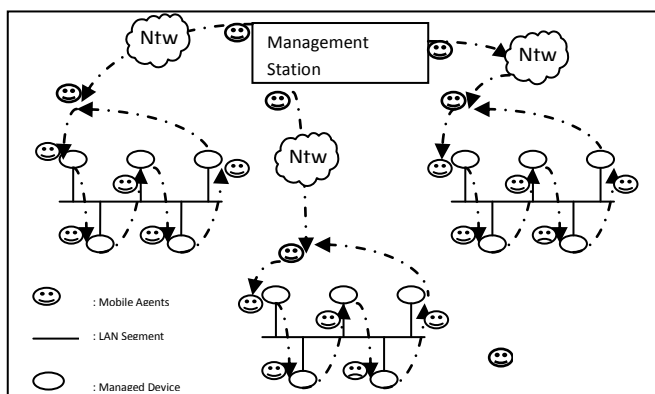 Ntw
Management
Station
Ntw
Ntw
: Mobile Agents
: LAN Segment
: Managed Device